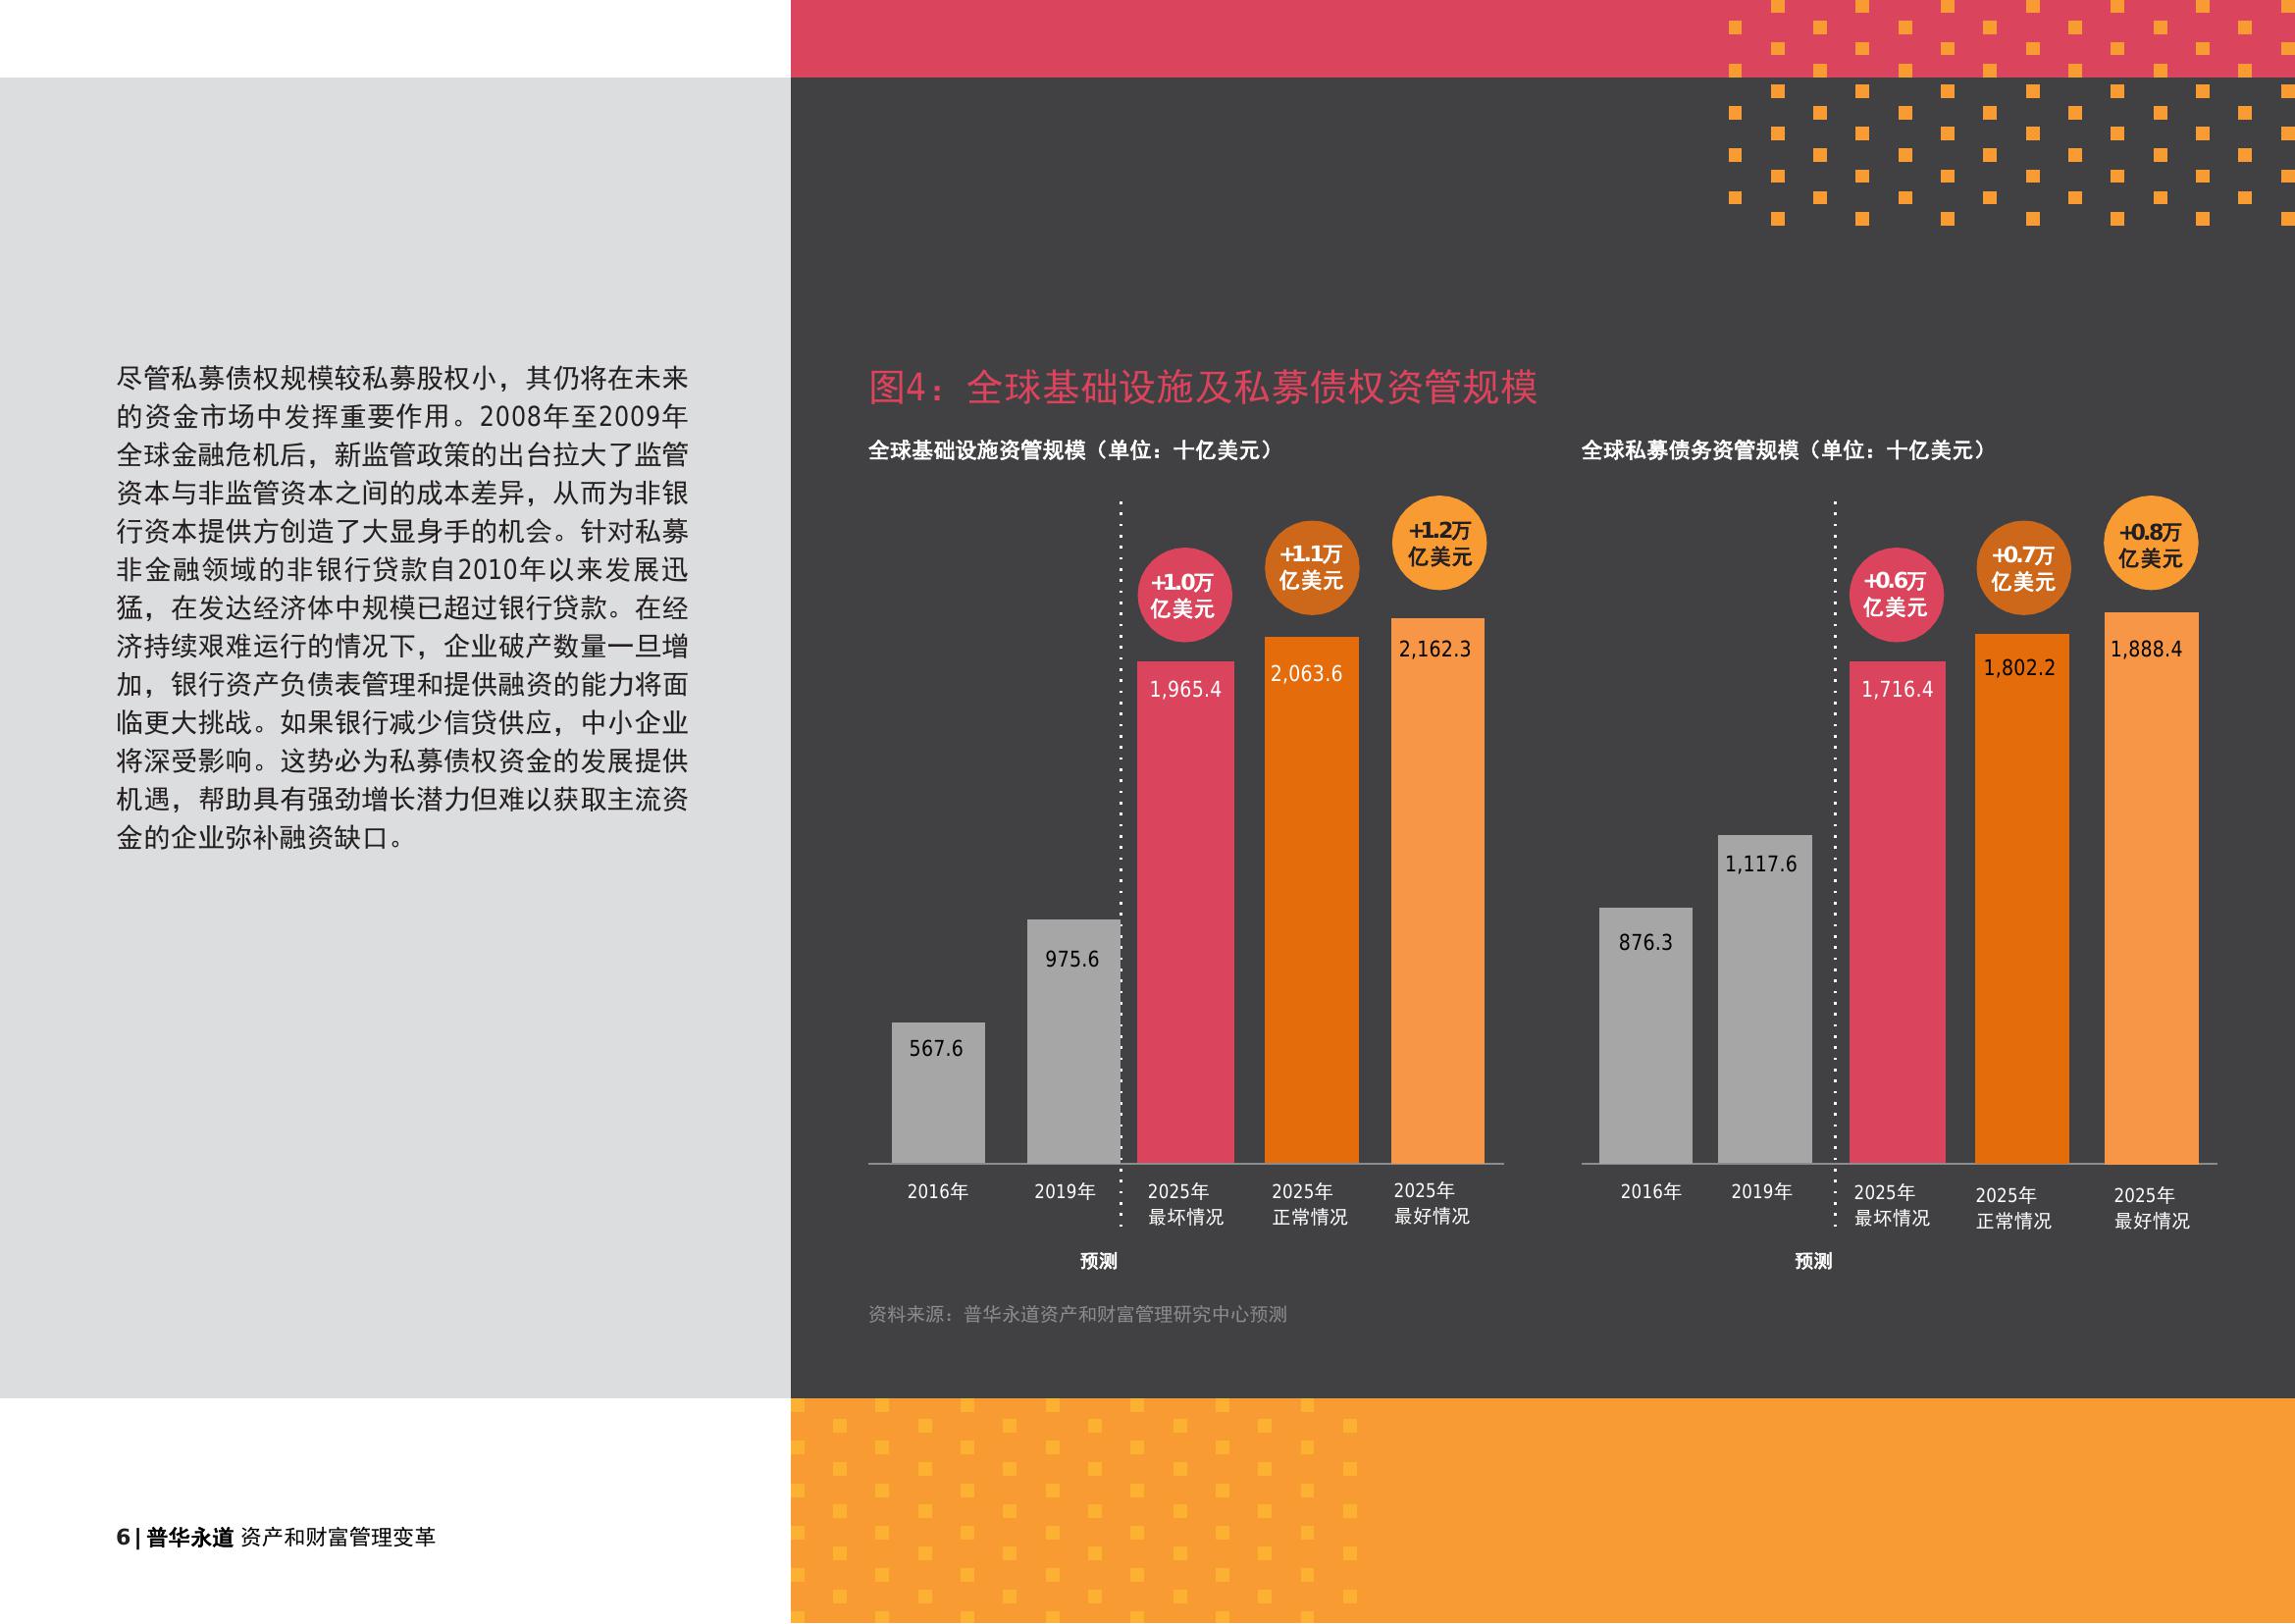 尽管私募债权规模较私募股权小，其仍将在未来
的资金市场中发挥重要作用。2008年至2009年
全球金融危机后，新监管政策的出台拉大了监管
资本与非监管资本之间的成本差异，从而为非银
行资本提供方创造了大显身手的机会。针对私募
非金融领域的非银行贷款自2010年以来发展迅
猛，在发达经济体中规模已超过银行贷款。在经
济持续艰难运行的情况下，企业破产数量一旦增
加，银行资产负债表管理和提供融资的能力将面
临更大挑战。如果银行减少信贷供应，中小企业
将深受影响。这势必为私募债权资金的发展提供
机遇，帮助具有强劲增长潜力但难以获取主流资
金的企业弥补融资缺口。
图4：全球基础设施及私募债权资管规模
全球基础设施资管规模（单位：十亿美元）
+1.0万
亿美元
+1.1万
亿美元
+1.2万
亿美元
567.6
975.6
1,965.4
2,063.6
2,162.3
2016年
2019年
2025年
最坏情况
2025年
正常情况
2025年
最好情况
预测
全球私募债务资管规模（单位：十亿美元）
+0.6万
亿美元
+0.7万
亿美元
+0.8万
亿美元
876.3
1,117.6
1,716.4
1,802.2
1,888.4
2016年
2019年
2025年
最坏情况
2025年
正常情况
2025年
最好情况
预测
资料来源：普华永道资产和财富管理研究中心预测
6 | 普华永道 资产和财富管理变革